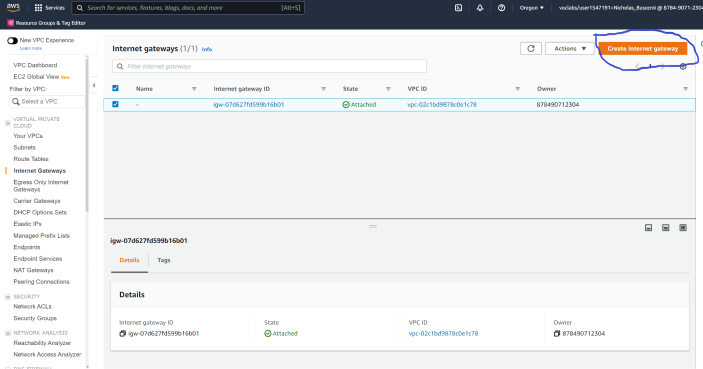 aws
Services
Search for services, features, blogs, docs, and more
[Alt+S]
Oregon
voclabs/user1547191=Nicholas_Buscemi @ 8784-9071-2304
Resource Groups & Tag Editor
New VPC Experience
Learn more
VPC Dashboard
EC2 Global View New
Filter by VPC:
Select a VPC
VIRTUAL PRIVATE
CLOUD
Your VPCs
Subnets
Route Tables
Internet Gateways
Egress Only Internet
Gateways
Carrier Gateways
DHCP Options Sets
Elastic IPs
Managed Prefix Lists
Endpoints
Endpoint Services
NAT Gateways
Peering Connections
SECURITY
Network ACLs
Security Groups
NETWORK ANALYSIS
Reachability Analyzer
Network Access Analyzer
Internet gateways (1/1) Info
Actions
Create internet gateway
Filter internet gateways
1
Name
Internet gateway ID
State
VPC ID
Owner
–
igw-07d627fd599b16b01
Attached
vpc-02c1bd9878c0e1c78
878490712304
igw-07d627fd599b16b01
Details
Tags
Details
Internet gateway ID
State
VPC ID
Owner
igw-07d627fd599b16b01
Attached
vpc-02c1bd9878c0e1c78
878490712304